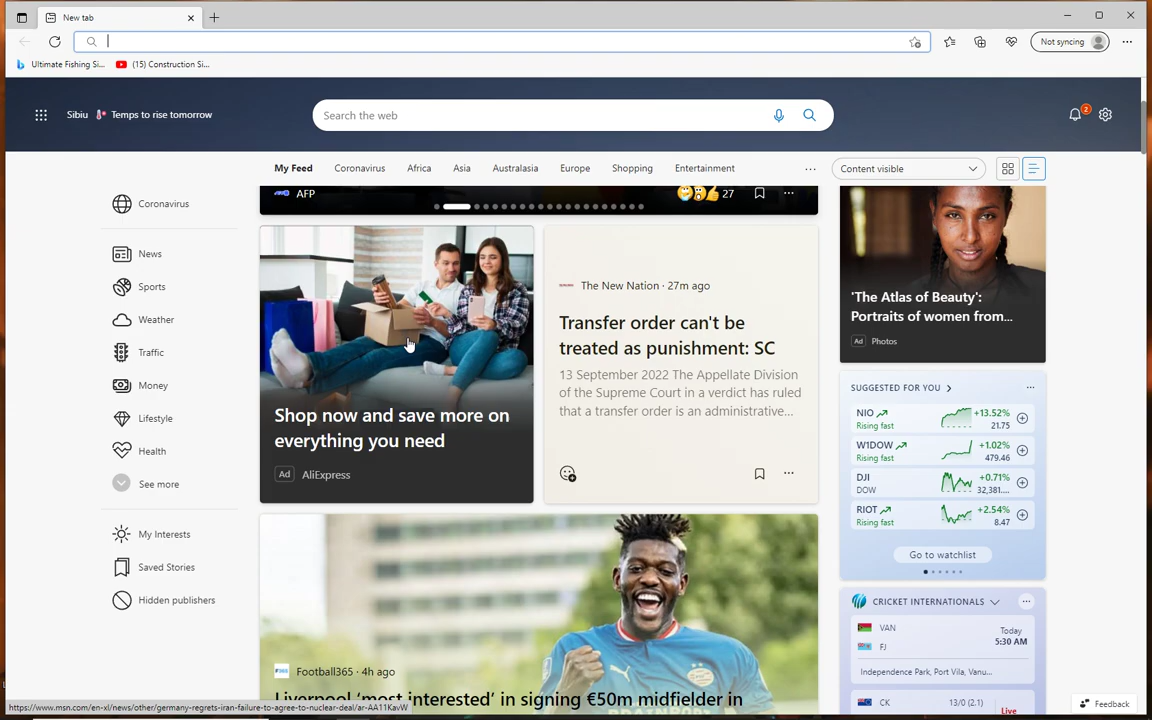 New tab
Not syncing
Ultimate Fishing Si...
(15) Construction Si...
Sibiu
Temps to rise tomorrow
Search the web
2
My Feed
Coronavirus
Africa
Asia
Australasia
Europe
Shopping
Entertainment
...
Content visible
Coronavirus
News
Sports
Weather
Traffic
Money
Lifestyle
Health
See more
My Interests
Saved Stories
Hidden publishers
AFP
27
Shop now and save more on
everything you need
Ad AliExpress
The New Nation · 27m ago
Transfer order can't be
treated as punishment: SC
13 September 2022 The Appellate Division
of the Supreme Court in a verdict has ruled
that a transfer order is an administrative...
Football365 · 4h ago
Liverpool 'most interested' in signing €50m midfielder in
'The Atlas of Beauty':
Portraits of women from...
Ad Photos
SUGGESTED FOR YOU
NIO +13.52%
Rising fast 21.75
W1DOW +1.02%
Rising fast 479.46
DJI +0.71%
DOW 32,381....
RIOT +2.54%
Rising fast 8.47
Go to watchlist
CRICKET INTERNATIONALS
VAN Today
FJ 5:30 AM
Independence Park, Port Vila, Vanu...
CK 13/0 (2.1) Live
Feedback
https://www.msn.com/en-xl/news/other/germany-regrets-iran-failure-to-agree-to-nuclear-deal/ar-AA11KavW